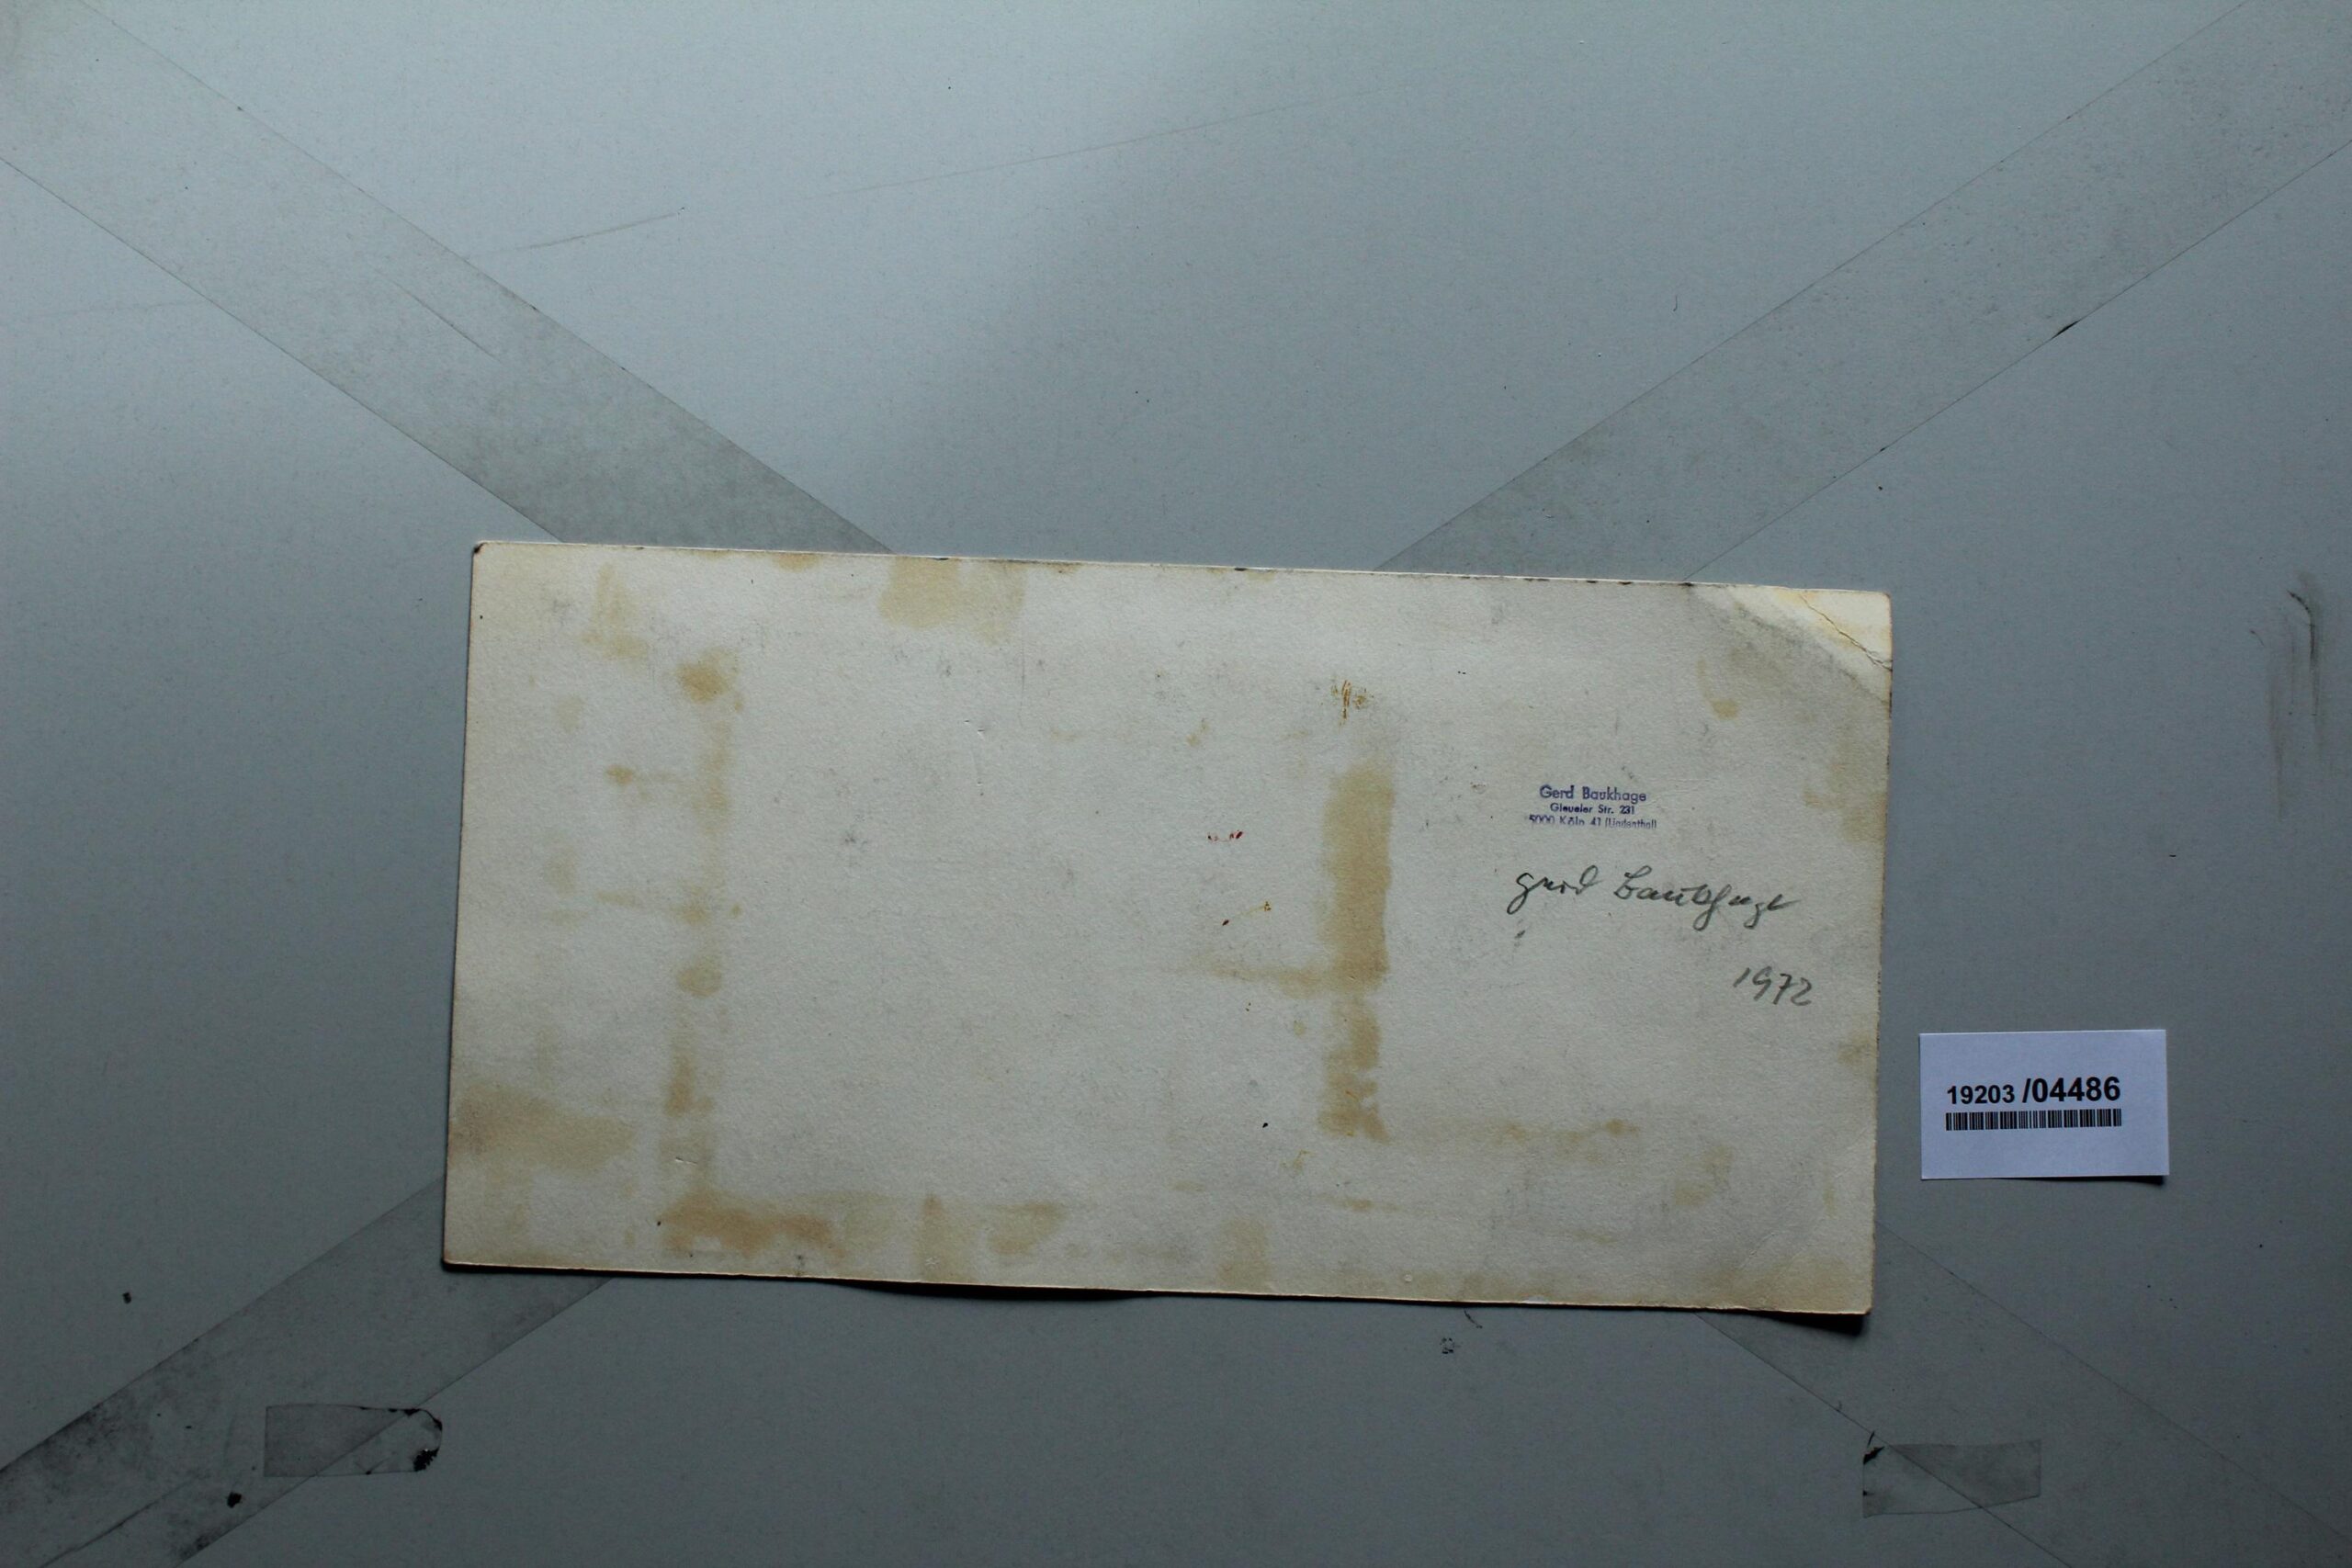 Gerd Baukhage
Gleueler Str. 231
5000 Köln 41 (Lindenthal)
Gerd Baukhage
1972
19203 /04486